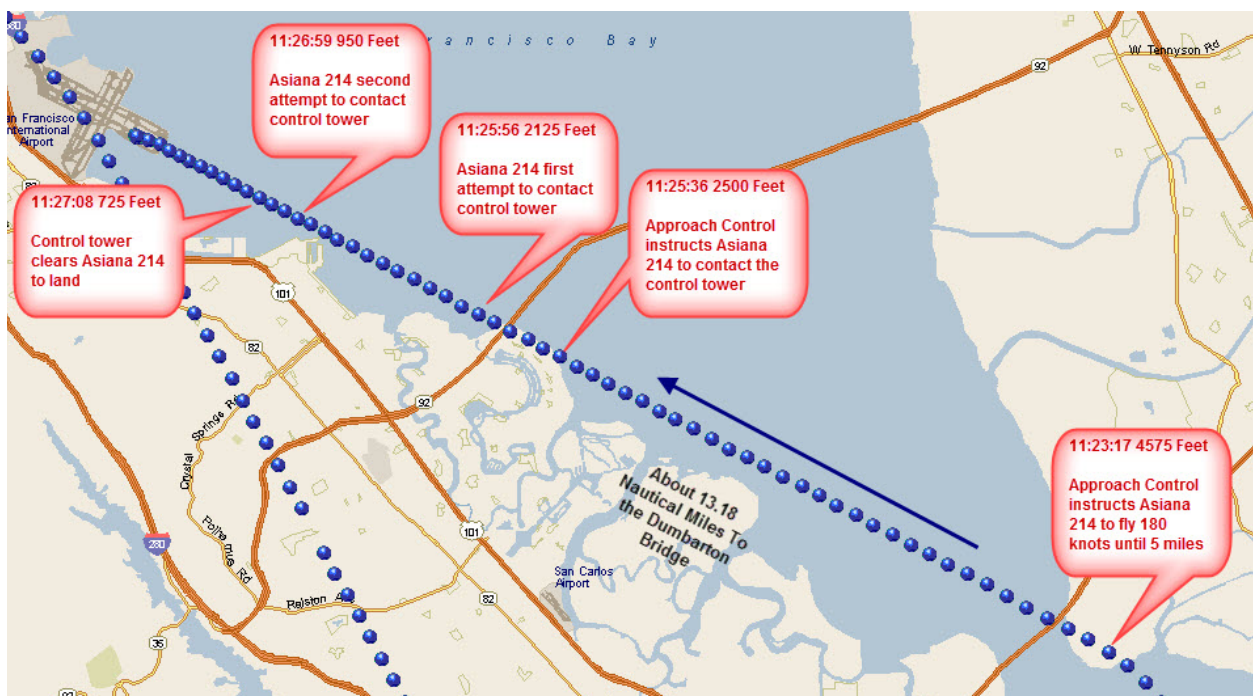 280
11:26:59 950 Feet
Asiana 214 second
attempt to contact
control tower
Francisco Bay
W Tennyson Rd
92
San Francisco
International
Airport
11:25:56 2125 Feet
Asiana 214 first
attempt to contact
control tower
11:25:36 2500 Feet
Approach Control
instructs Asiana
214 to contact the
control tower
11:27:08 725 Feet
Control tower
clears Asiana 214
to land
101
82
92
Crystal
Springs Rd
About 13.18
Nautical Miles To
the Dumbarton
Bridge
11:23:17 4575 Feet
Approach Control
instructs Asiana
214 to fly 180
knots until 5 miles
101
280
Polhemus Rd
San Carlos
Airport
Ralston
82
35